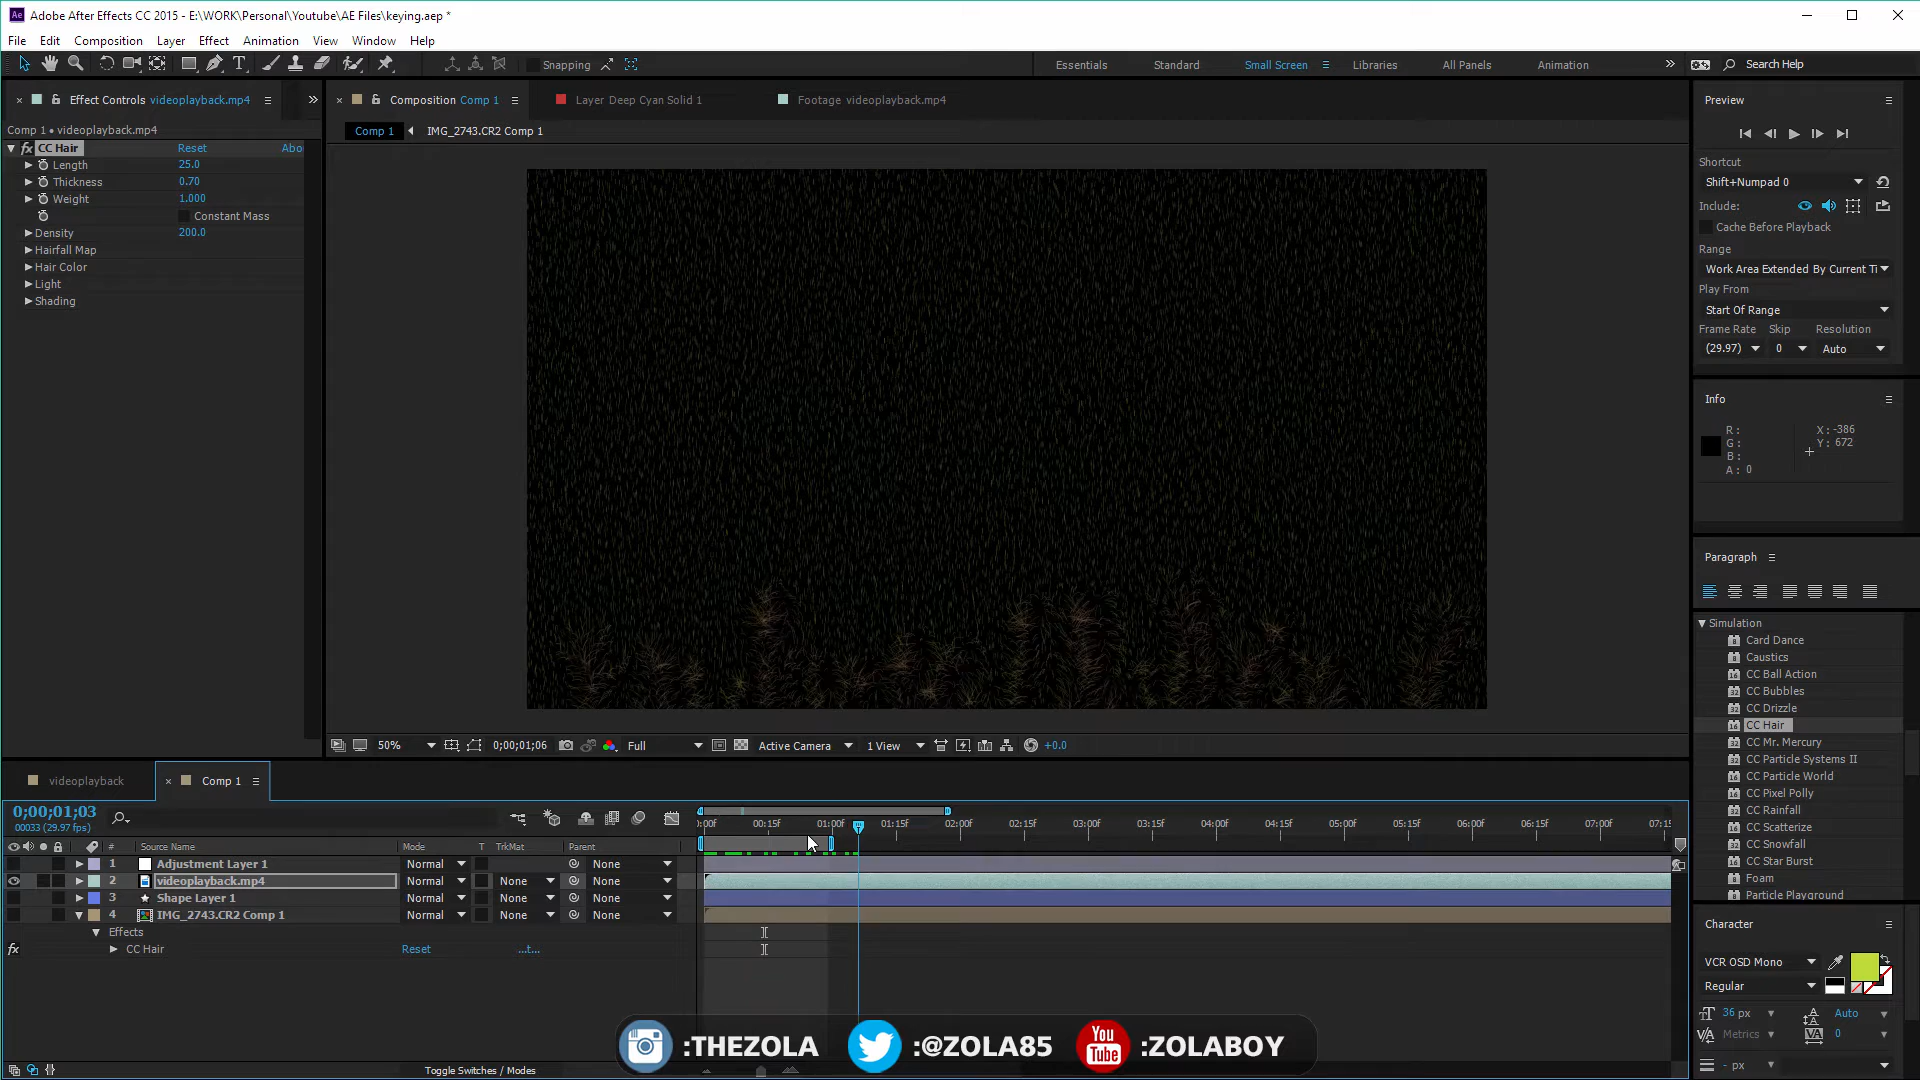 Adobe After Effects CC 2015 - E:\WORK\Personal\Youtube\AE Files\keying.aep *
File Edit Composition Layer Effect Animation View Window Help
Snapping
Essentials Standard Small Screen Libraries All Panels Animation Search Help
Effect Controls videoplayback.mp4
Comp 1 • videoplayback.mp4
fx CC Hair Reset Abo
Length 25.0
Thickness 0.70
Weight 1.000
Constant Mass
Density 200.0
Hairfall Map
Hair Color
Light
Shading
Composition Comp 1 Layer Deep Cyan Solid 1 Footage videoplayback.mp4
Comp 1 IMG_2743.CR2 Comp 1
50% 0;00;01;06 Full Active Camera 1 View +0.0
Preview
Shortcut
Shift+Numpad 0
Include:
Cache Before Playback
Range
Work Area Extended By Current Ti
Play From
Start Of Range
Frame Rate Skip Resolution
(29.97) 0 Auto
Info
R: X: -386
G: Y: 672
B:
A: 0
Paragraph
Simulation
Card Dance
Caustics
CC Ball Action
CC Bubbles
CC Drizzle
CC Hair
CC Mr. Mercury
CC Particle Systems II
CC Particle World
CC Pixel Polly
CC Rainfall
CC Scatterize
CC Snowfall
CC Star Burst
Foam
Particle Playground
Character
VCR OSD Mono
Regular
36 px Auto
Metrics 0
- px
videoplayback Comp 1
0;00;01;03
00033 (29.97 fps)
:00f 00:15f 01:00f 01:15f 02:00f 02:15f 03:00f 03:15f 04:00f 04:15f 05:00f 05:15f 06:00f 06:15f 07:00f 07:15
# Source Name Mode T TrkMat Parent
1 Adjustment Layer 1 Normal None
2 videoplayback.mp4 Normal None None
3 Shape Layer 1 Normal None None
4 IMG_2743.CR2 Comp 1 Normal None None
Effects
fx CC Hair Reset ...t...
Toggle Switches / Modes
:THEZOLA :@ZOLA85 You Tube :ZOLABOY